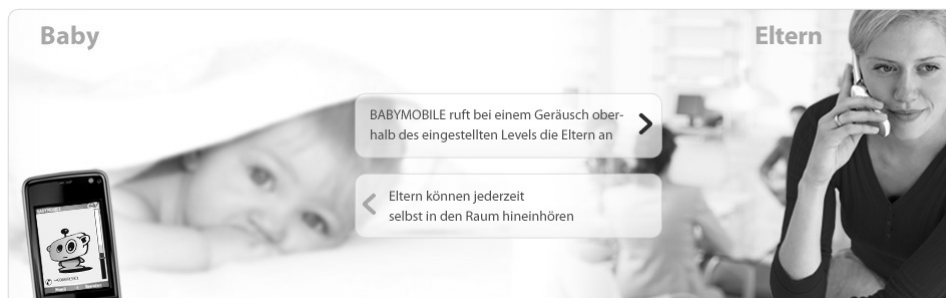 Baby
Eltern
BABYMOBILE ruft bei einem Geräusch ober-
halb des eingestellten Levels die Eltern an
Eltern können jederzeit
selbst in den Raum hineinhören